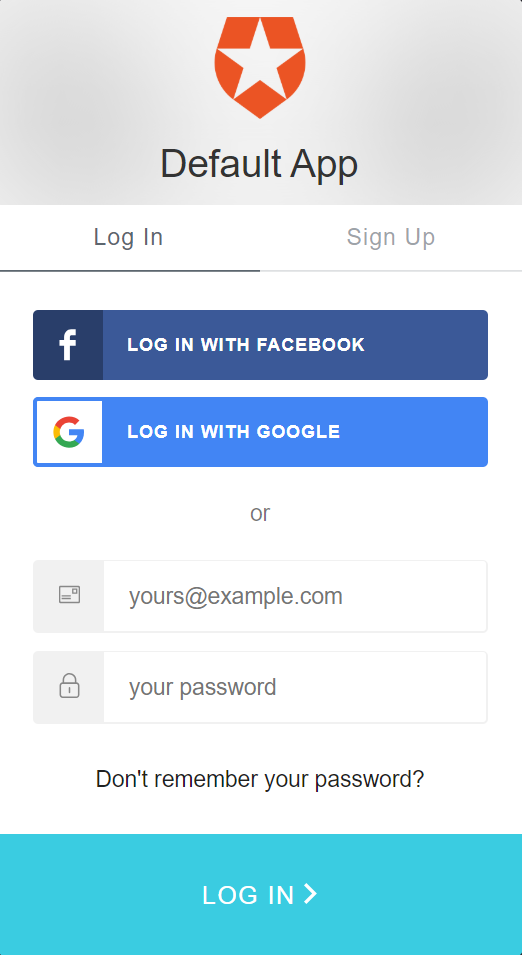 Default App
Log In
Sign Up
LOG IN WITH FACEBOOK
LOG IN WITH GOOGLE
or
yours@example.com
your password
Don't remember your password?
LOG IN